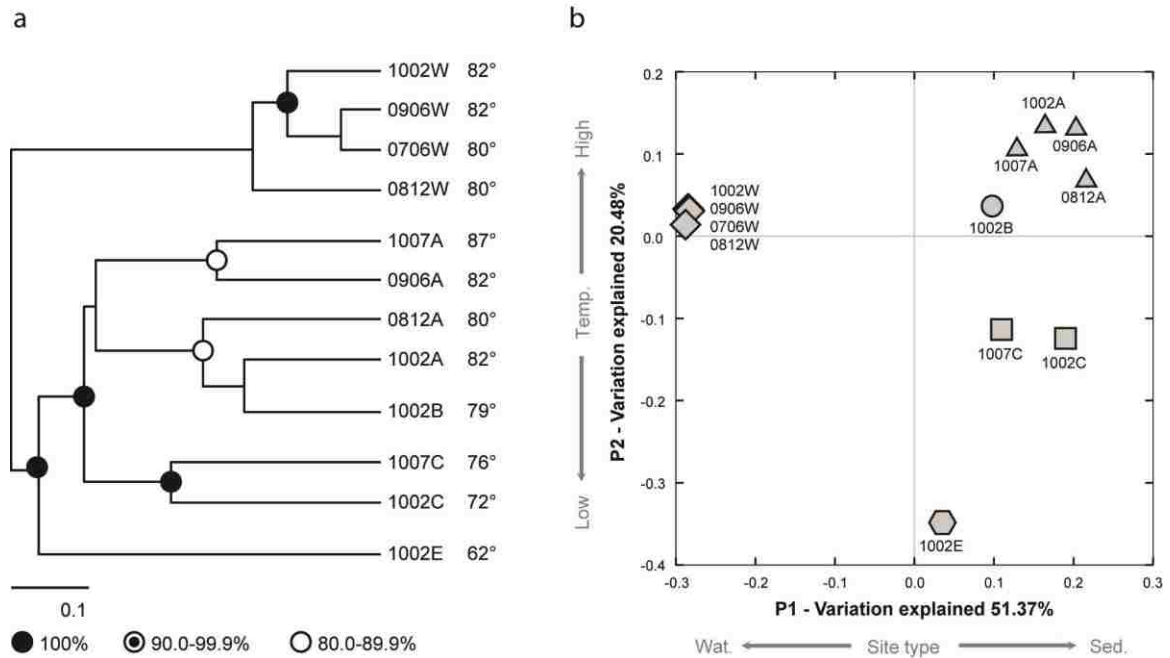 a
1002W 82°
0906W 82°
0706W 80°
0812W 80°
1007A 87°
0906A 82°
0812A 80°
1002A 82°
1002B 79°
1007C 76°
1002C 72°
1002E 62°
0.1
100%
90.0-99.9%
80.0-89.9%
b
High
Temp.
Low
P2 - Variation explained 20.48%
0.2
0.1
0.0
-0.1
-0.2
-0.3
-0.4
1002A
0906A
1007A
0812A
1002W
0906W
0706W
0812W
1002B
1007C
1002C
1002E
-0.3 -0.2 -0.1 0.0 0.1 0.2 0.3
P1 - Variation explained 51.37%
Wat. Site type Sed.